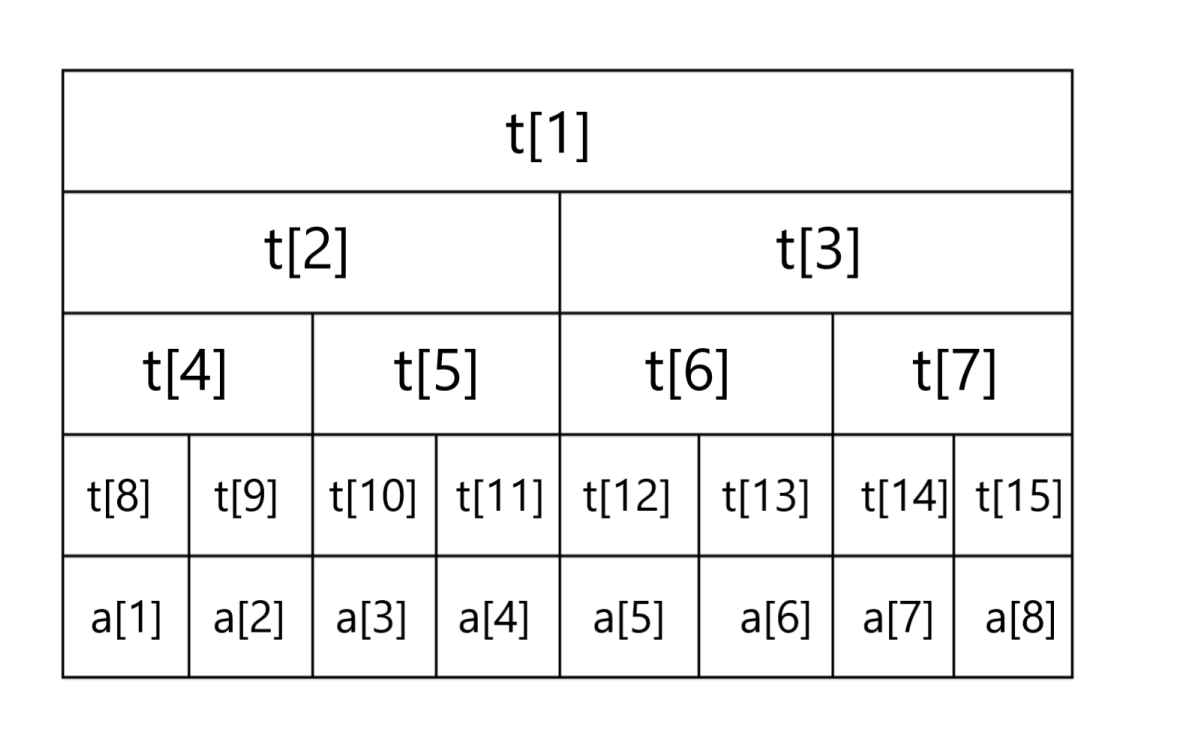 t[1]
t[2] t[3]
t[4] t[5] t[6] t[7]
t[8] t[9] t[10] t[11] t[12] t[13] t[14] t[15]
a[1] a[2] a[3] a[4] a[5] a[6] a[7] a[8]